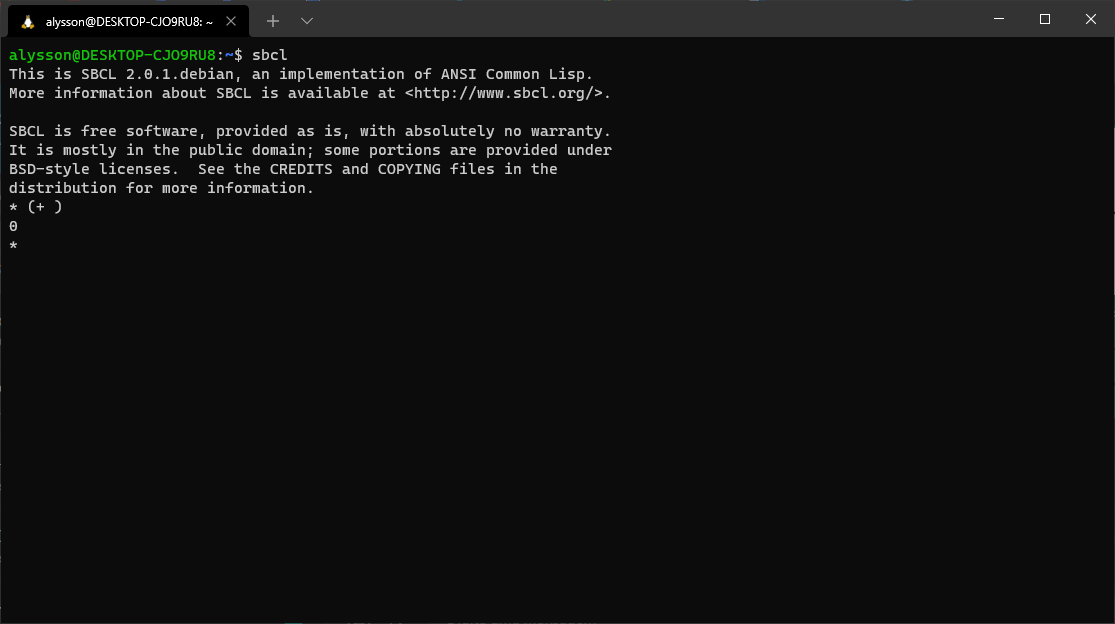 alysson@DESKTOP-CJO9RU8: ~
alysson@DESKTOP-CJO9RU8:~$ sbcl
This is SBCL 2.0.1.debian, an implementation of ANSI Common Lisp.
More information about SBCL is available at <http://www.sbcl.org/>.
SBCL is free software, provided as is, with absolutely no warranty.
It is mostly in the public domain; some portions are provided under
BSD-style licenses.  See the CREDITS and COPYING files in the
distribution for more information.
* (+ )
0
*